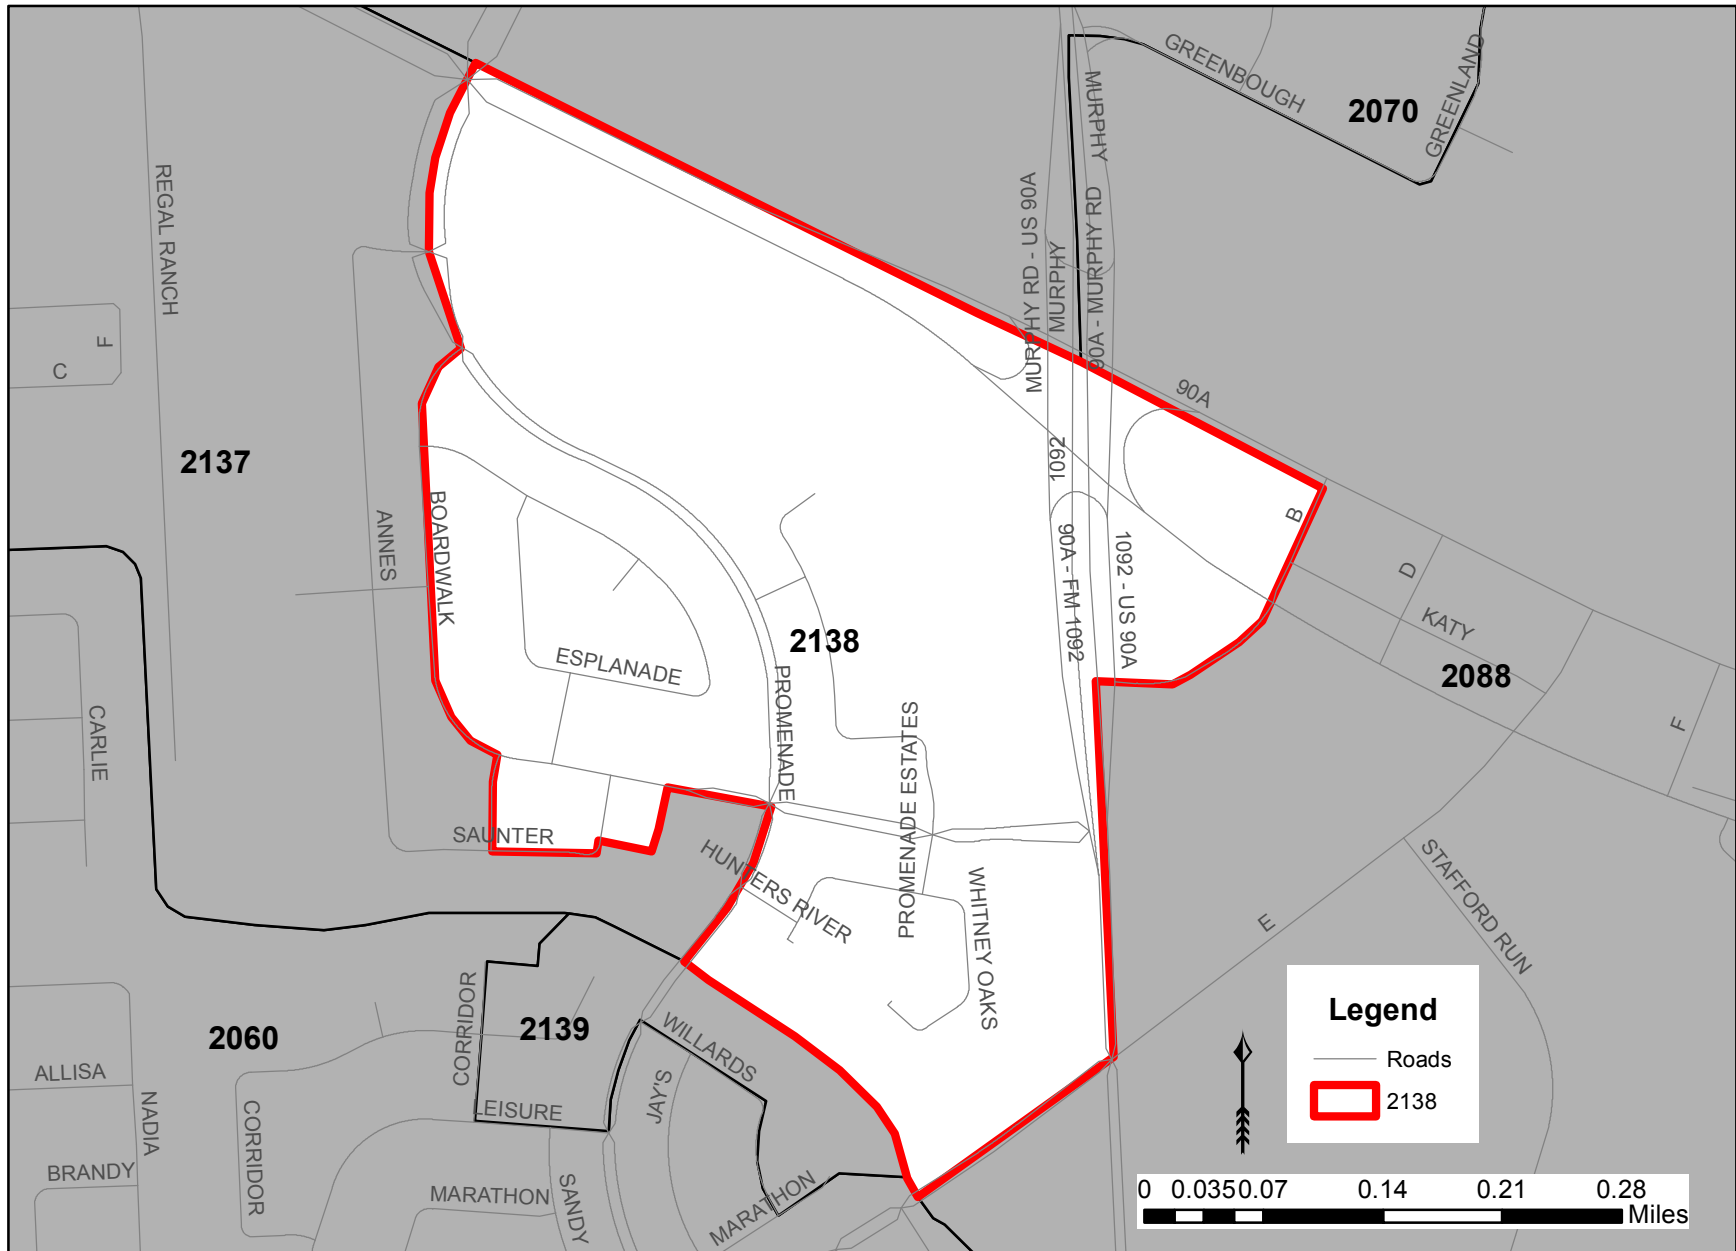 GREENBOUGH
2070
GREENLAND
MURPHY
REGAL RANCH
MURPHY RD - US 90A
MURPHY
90A - MURPHY RD
F
C
90A
2137
1092
BOARDWALK
ANNES
B
90A - FM 1092
1092 - US 90A
D
KATY
2138
2088
ESPLANADE
PROMENADE
F
CARLIE
PROMENADE ESTATES
SAUNTER
HUNTERS RIVER
WHITNEY OAKS
STAFFORD RUN
E
CORRIDOR
2139
2060
WILLARDS
ALLISA
NADIA
JAY'S
LEISURE
CORRIDOR
BRANDY
MARATHON
SANDY
MARATHON
Legend
Roads
2138
0 0.035 0.07 0.14 0.21 0.28
Miles